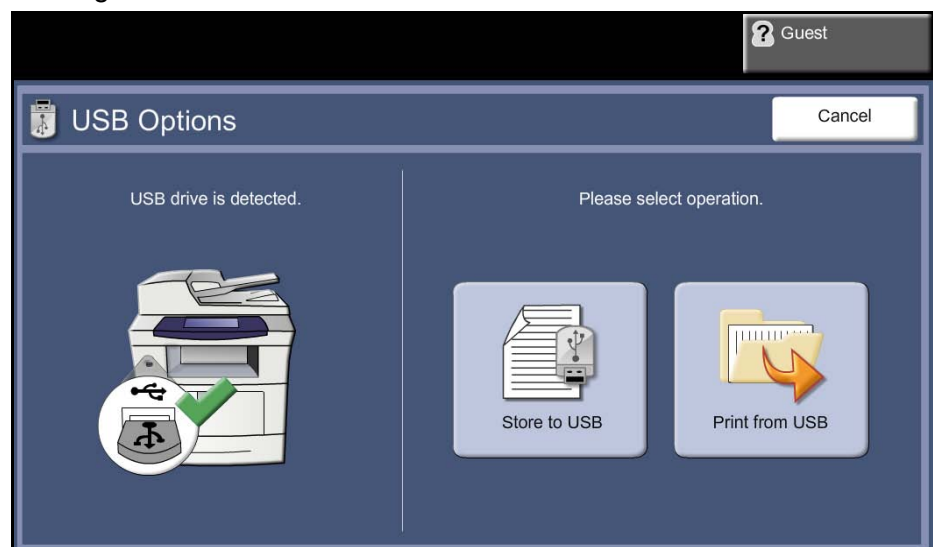 Guest
USB Options
Cancel
USB drive is detected.
Please select operation.
Store to USB
Print from USB